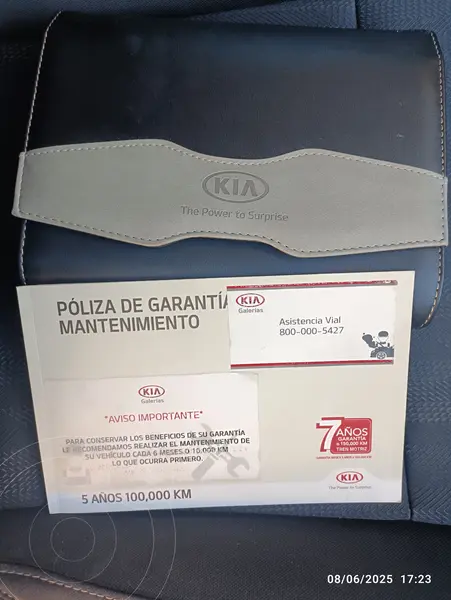 KIA
The Power to Surprise
PÓLIZA DE GARANTÍA
MANTENIMIENTO
KIA
Galerías
Asistencia Vial
800-000-5427
KIA
Galerías
"AVISO IMPORTANTE"
PARA CONSERVAR LOS BENEFICIOS DE SU GARANTÍA
LE RECOMENDAMOS REALIZAR EL MANTENIMIENTO DE
SU VEHÍCULO CADA 6 MESES O 10,000 KM
LO QUE OCURRA PRIMERO.
7 AÑOS
GARANTÍA
o 150,000 KM
TREN MOTRIZ
KIA
The Power to Surprise
5 AÑOS 100,000 KM
08/06/2025 17:23